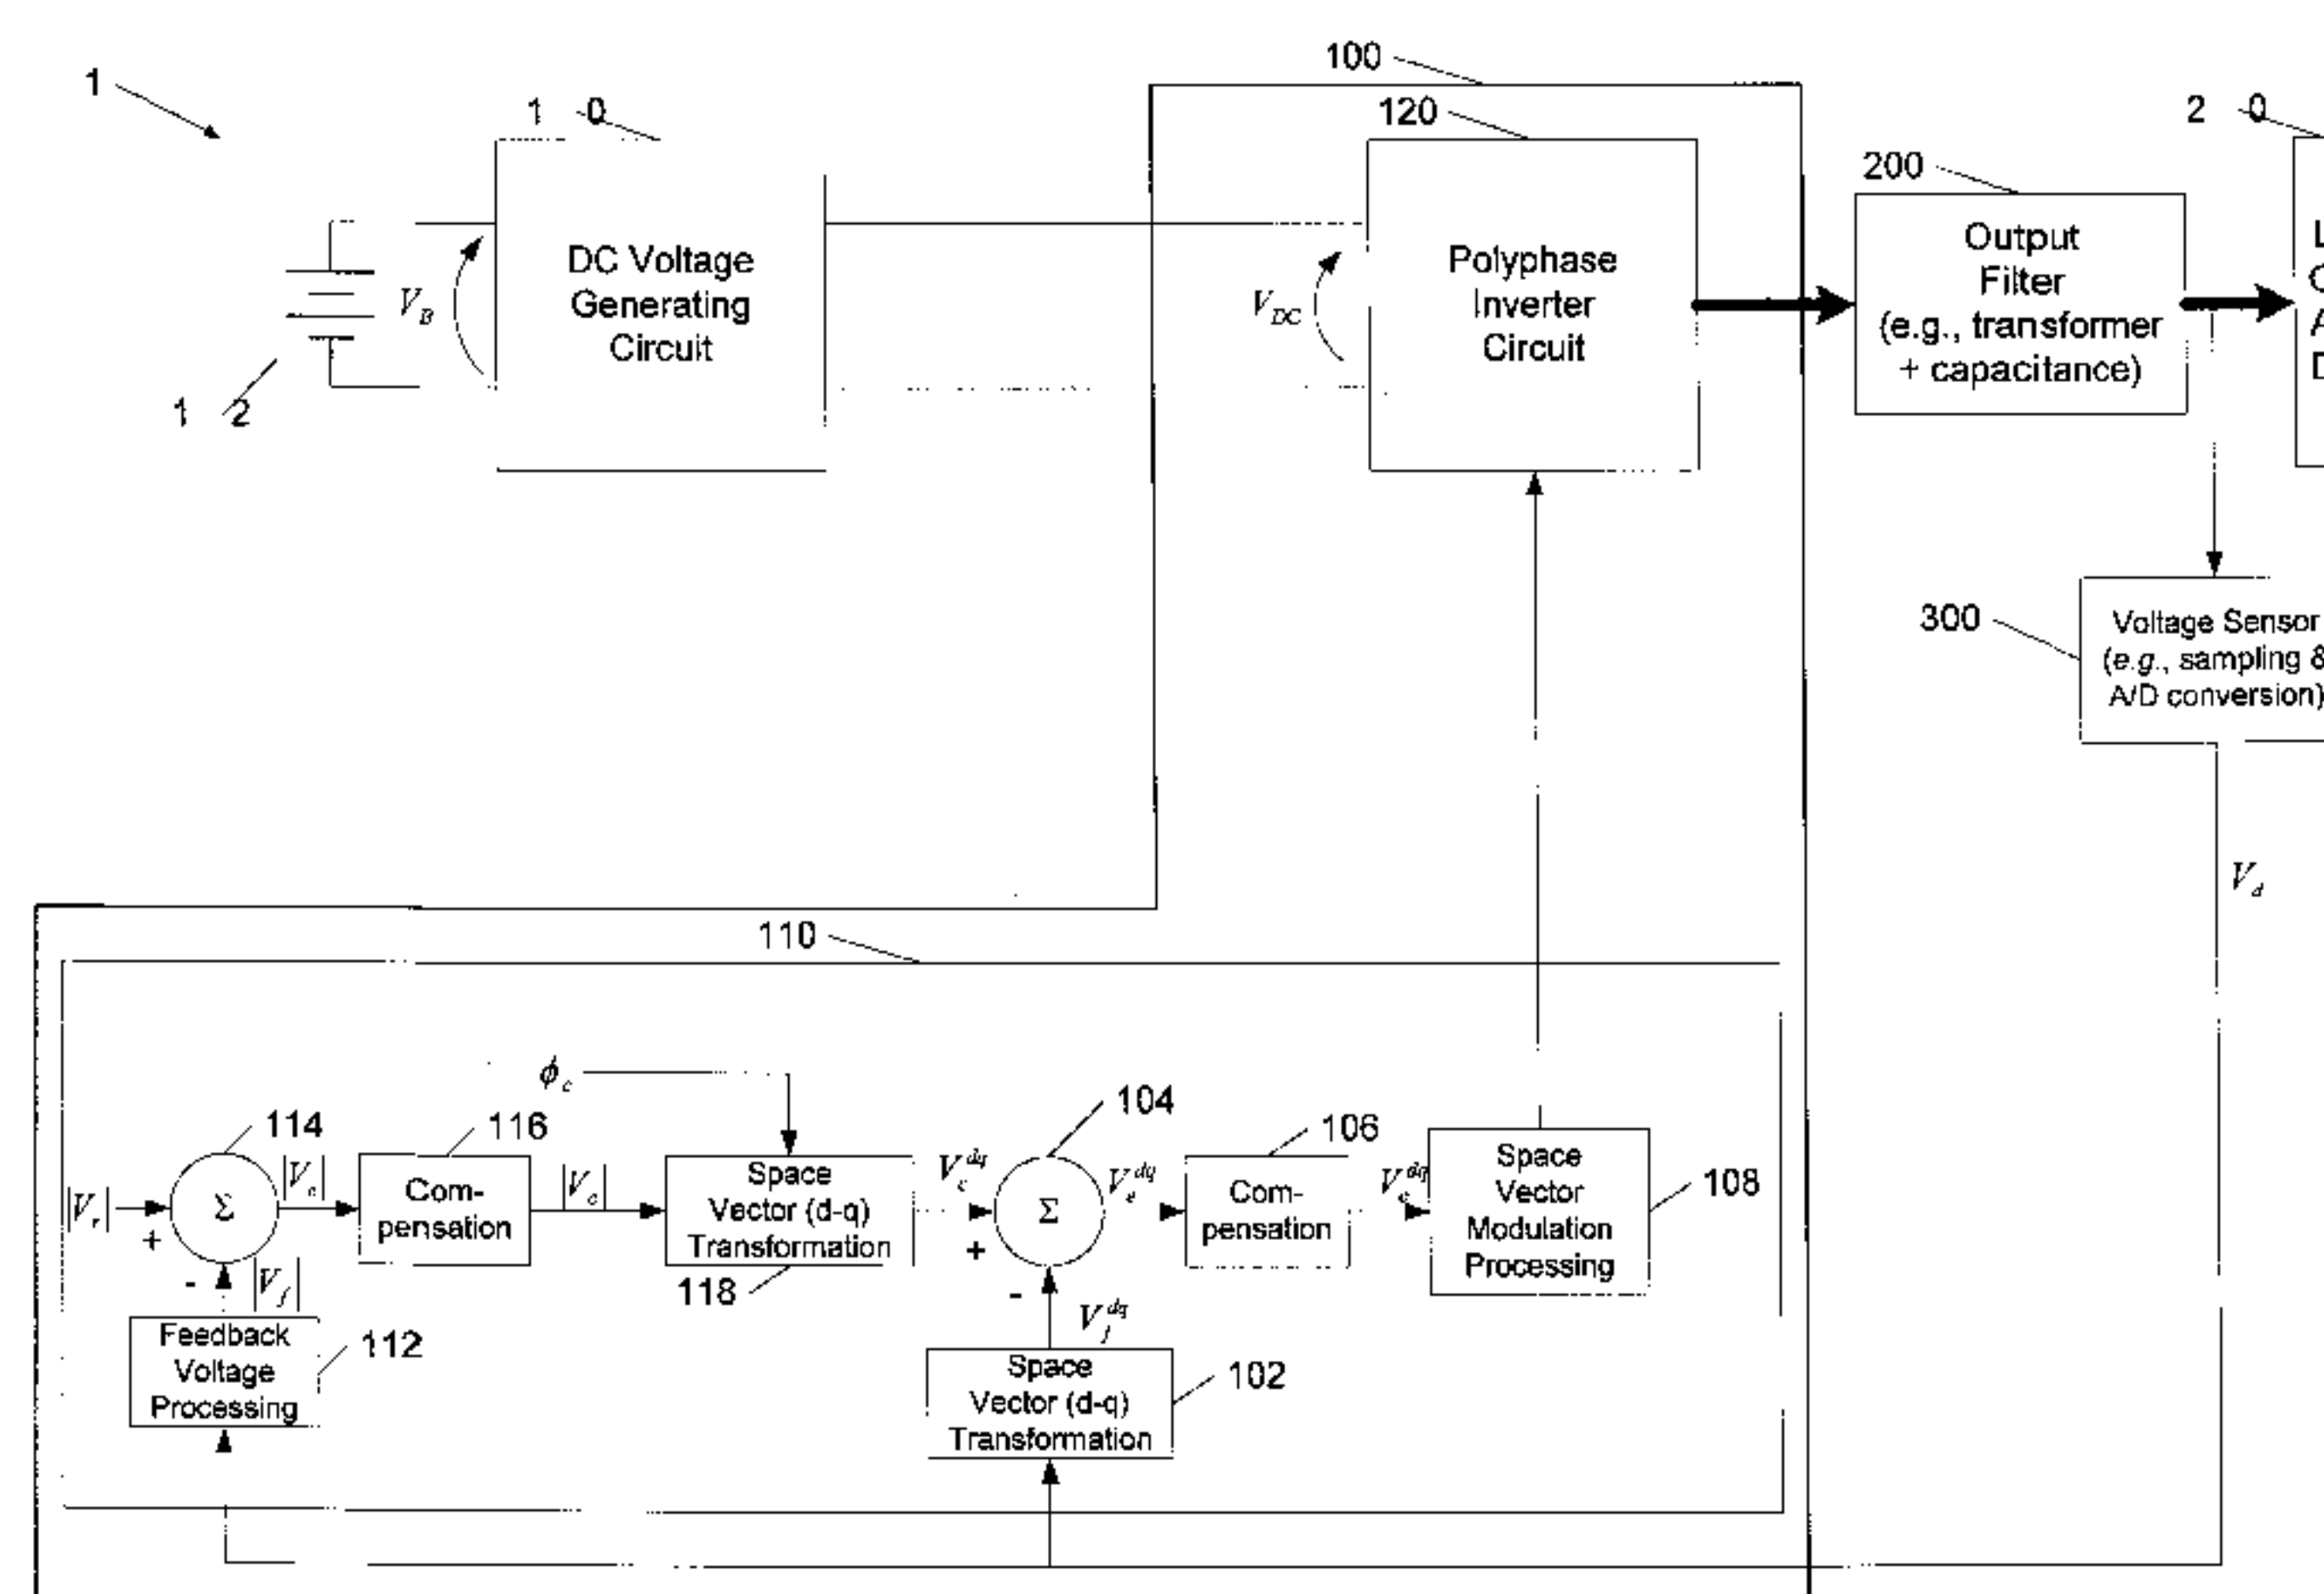 1
100
1 0
120
2 0
200
DC Voltage
Generating
Circuit
Polyphase
Inverter
Circuit
Output
Filter
(e.g., transformer
+ capacitance)
V_B
V_DC
1 2
300
Voltage Sensor
(e.g., sampling &
A/D conversion)
V_d
110
ϕ_c
114
116
104
106
108
|V_r|
+
-
Σ
|V_e|
Com-
pensation
|V_c|
Space
Vector (d-q)
Transformation
118
V_c^dq
+
-
Σ
V_e^dq
Com-
pensation
V_c^dq
Space
Vector
Modulation
Processing
|V_f|
Feedback
Voltage
Processing
112
V_f^dq
Space
Vector (d-q)
Transformation
102